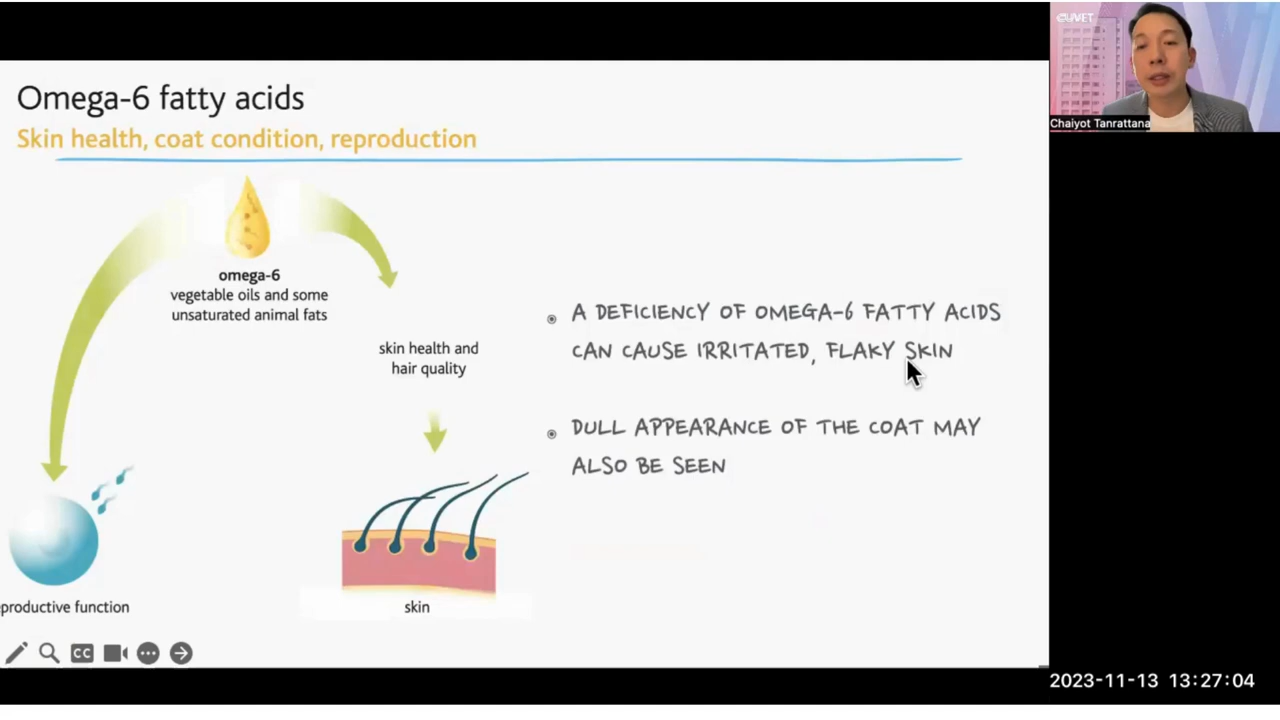 Omega-6 fatty acids
Skin health, coat condition, reproduction
omega-6
vegetable oils and some
unsaturated animal fats
skin health and
hair quality
productive function
skin
A DEFICIENCY OF OMEGA-6 FATTY ACIDS
CAN CAUSE IRRITATED, FLAKY SKIN
DULL APPEARANCE OF THE COAT MAY
ALSO BE SEEN
CC
CUVET
Chaiyot Tanrattana
2023-11-13 13:27:04